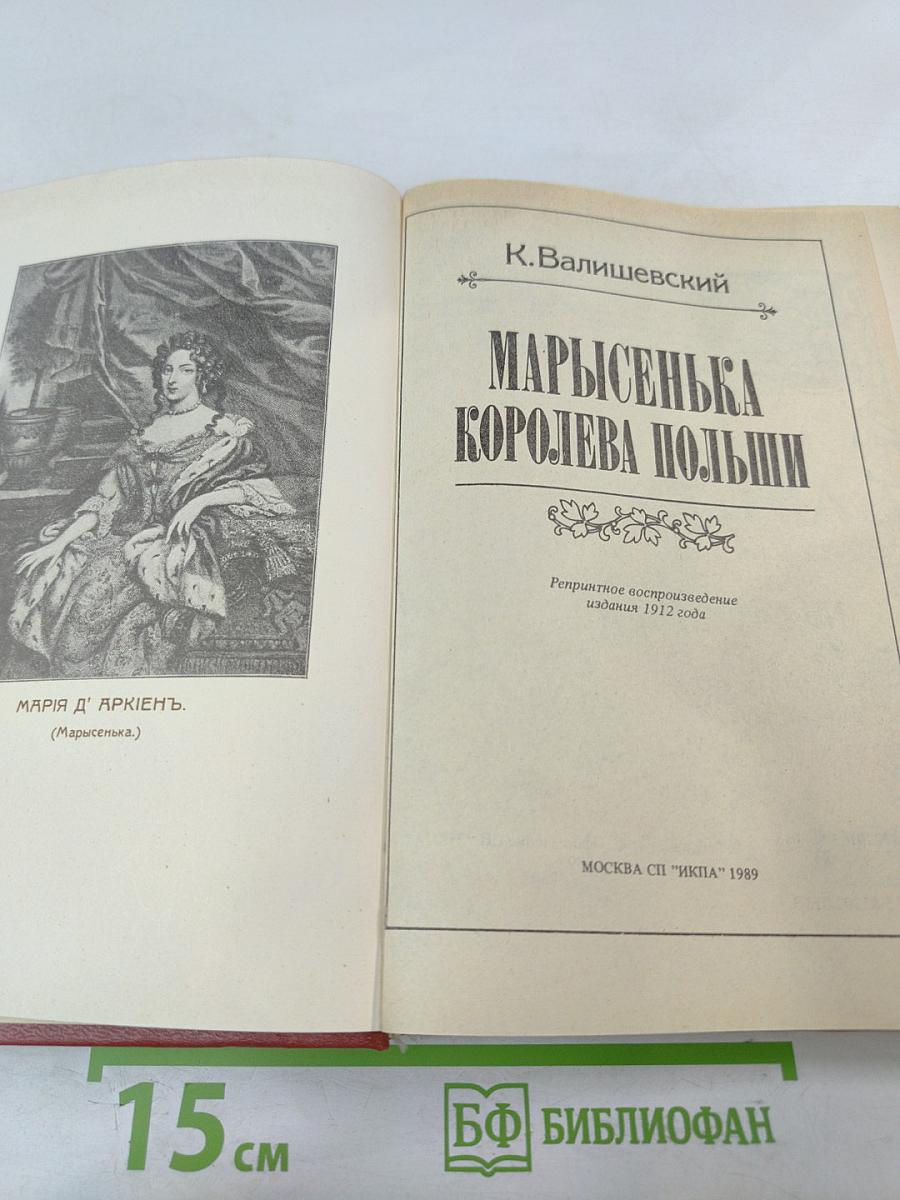 МАРІЯ Д' АРКІЕНЪ.
(Марысенька.)
К.Валишевский
МАРЫСЕНЬКА
КОРОЛЕВА ПОЛЬШИ
Репринтное воспроизведение
издания 1912 года
МОСКВА СП "ИКПА" 1989
15 см
БФ БИБЛИОФАН